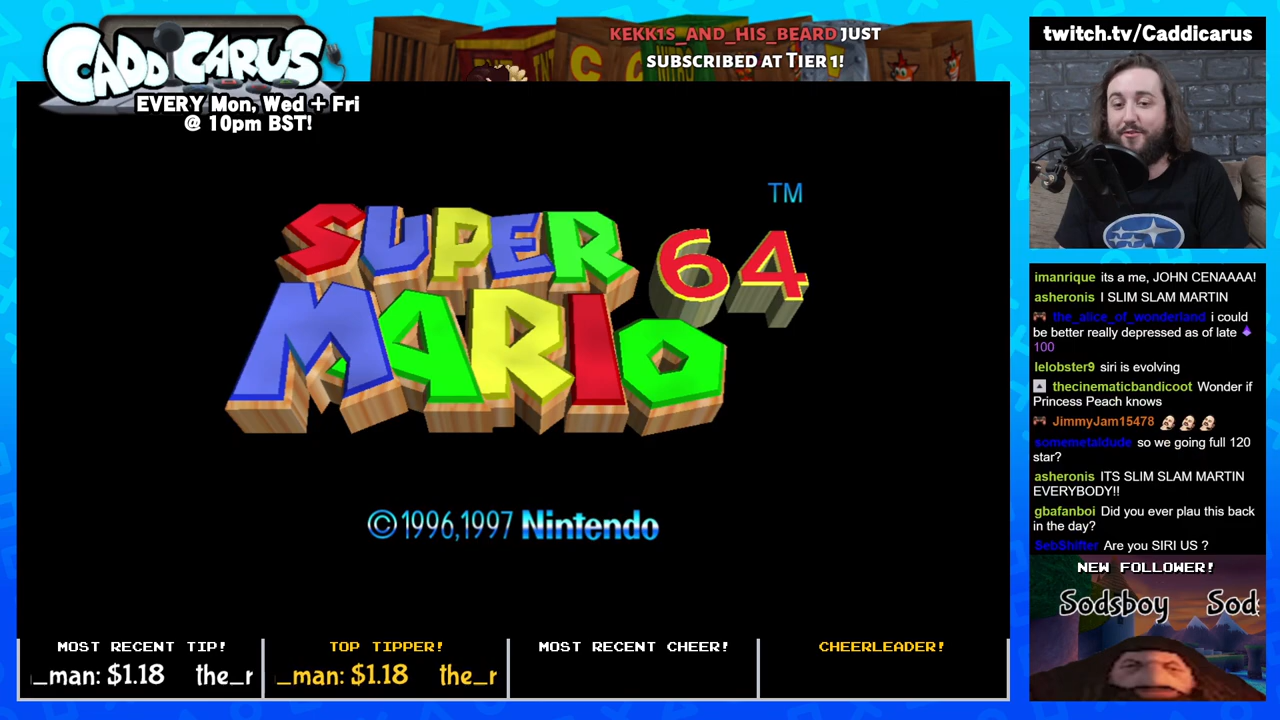 CADDICARUS
EVERY Mon, Wed + Fri
@ 10pm BST!
KEKK1S_AND_HIS_BEARD JUST
SUBSCRIBED AT TIER 1!
SUPER
MARIO 64
TM
©1996,1997 Nintendo
twitch.tv/Caddicarus
imanrique its a me, JOHN CENAAAA!
asheronis I SLIM SLAM MARTIN
the_alice_of_wonderland i could
be better really depressed as of late
100
lelobster9 siri is evolving
thecinematicbandicoot Wonder if
Princess Peach knows
JimmyJam15478
somemetaldude so we going full 120
star?
asheronis ITS SLIM SLAM MARTIN
EVERYBODY!!
gbafanboi Did you ever plau this back
in the day?
SebShifter Are you SIRI US ?
NEW FOLLOWER!
Sodsboy Sod
MOST RECENT TIP!
_man: $1.18 the_r
TOP TIPPER!
_man: $1.18 the_r
MOST RECENT CHEER!
CHEERLEADER!